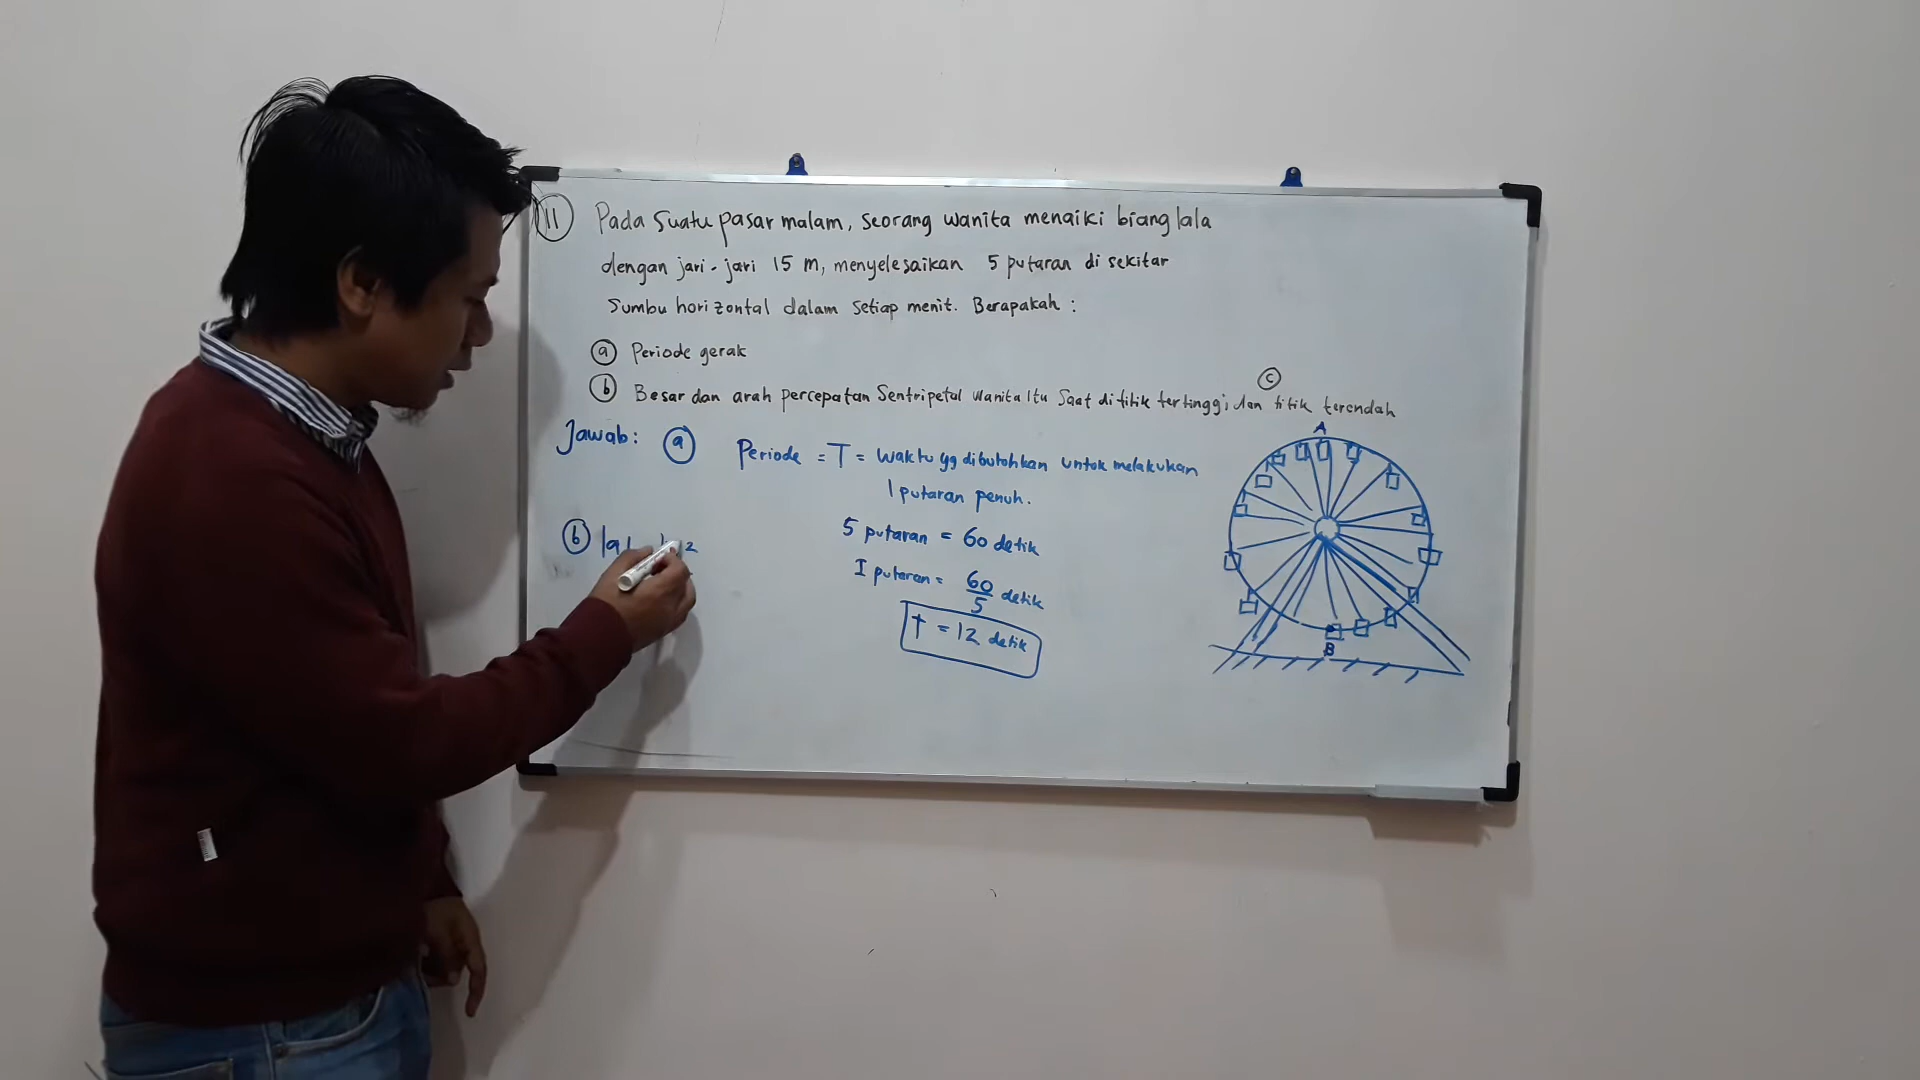 11 Pada suatu pasar malam, seorang wanita menaiki bianglala
dengan jari-jari 15 m, menyelesaikan 5 putaran di sekitar
Sumbu horizontal dalam setiap menit. Berapakah :
a Periode gerak
c
b Besar dan arah percepatan Sentripetal wanita itu Saat di titik tertinggi dan titik terendah
Jawab: a Periode = T = waktu yg dibutuhkan untuk melakukan
1 putaran penuh.
5 putaran = 60 detik
1 putaran = 60/5 detik
T = 12 detik
b |a| 2
A
B